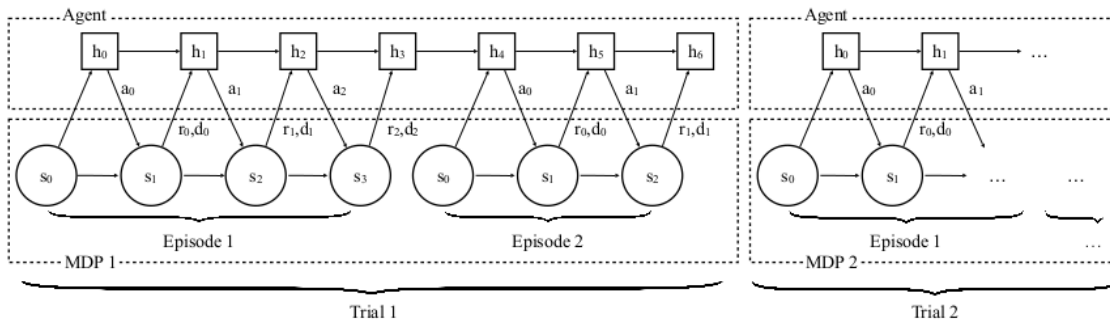 Agent Agent
h0 h1 h2 h3 h4 h5 h6 h0 h1 ...
a0 a1 a2 a0 a1 a0 a1
r0,d0 r1,d1 r2,d2 r0,d0 r1,d1 r0,d0
s0 s1 s2 s3 s0 s1 s2 s0 s1 ... ...
Episode 1 Episode 2 Episode 1 ...
MDP 1 MDP 2
Trial 1 Trial 2